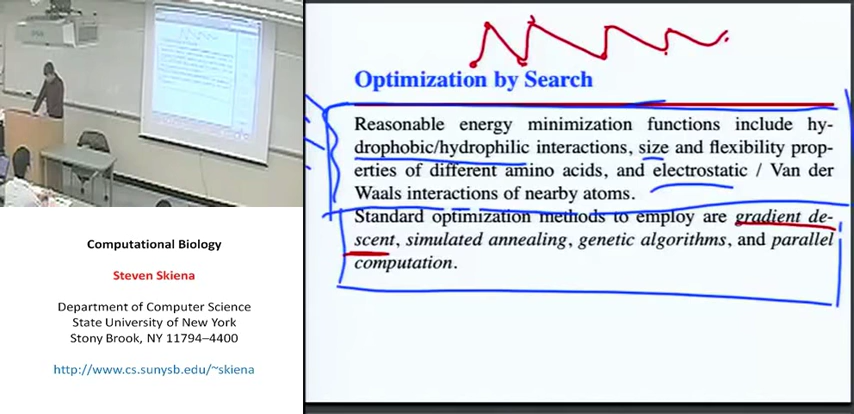 Optimization by Search
Reasonable energy minimization functions include hy-
drophobic/hydrophilic interactions, size and flexibility prop-
erties of different amino acids, and electrostatic / Van der
Waals interactions of nearby atoms.
Standard optimization methods to employ are gradient de-
scent, simulated annealing, genetic algorithms, and parallel
computation.
Computational Biology
Steven Skiena
Department of Computer Science
State University of New York
Stony Brook, NY 11794–4400
http://www.cs.sunysb.edu/~skiena